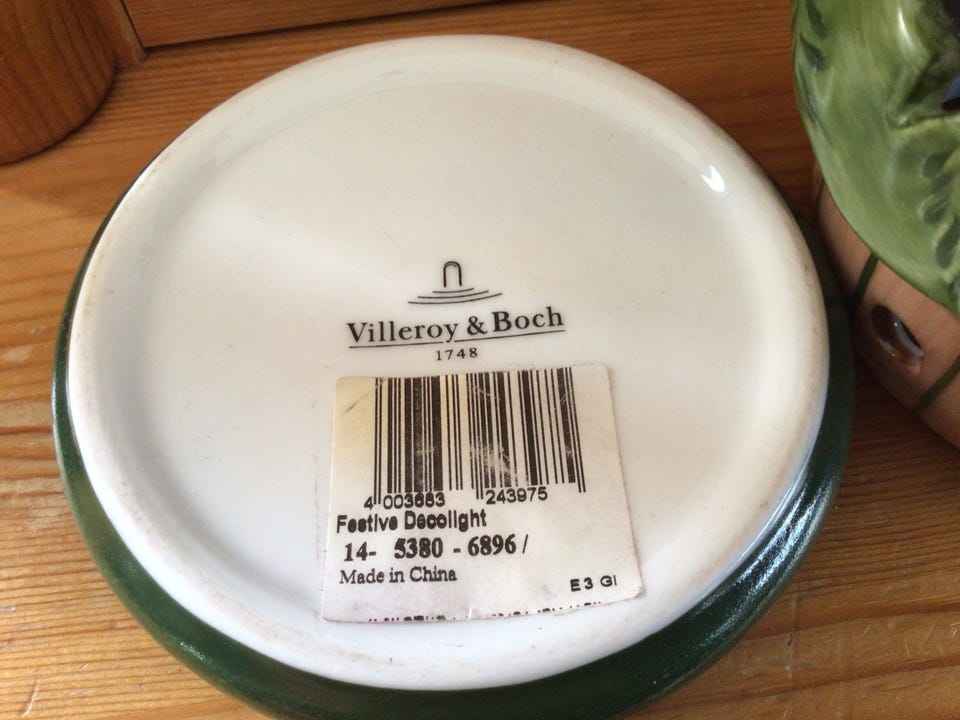 Villeroy & Boch
1748
4 003683 243975
Festive Decolight
14- 5380 - 6896 /
Made in China
E3 GI